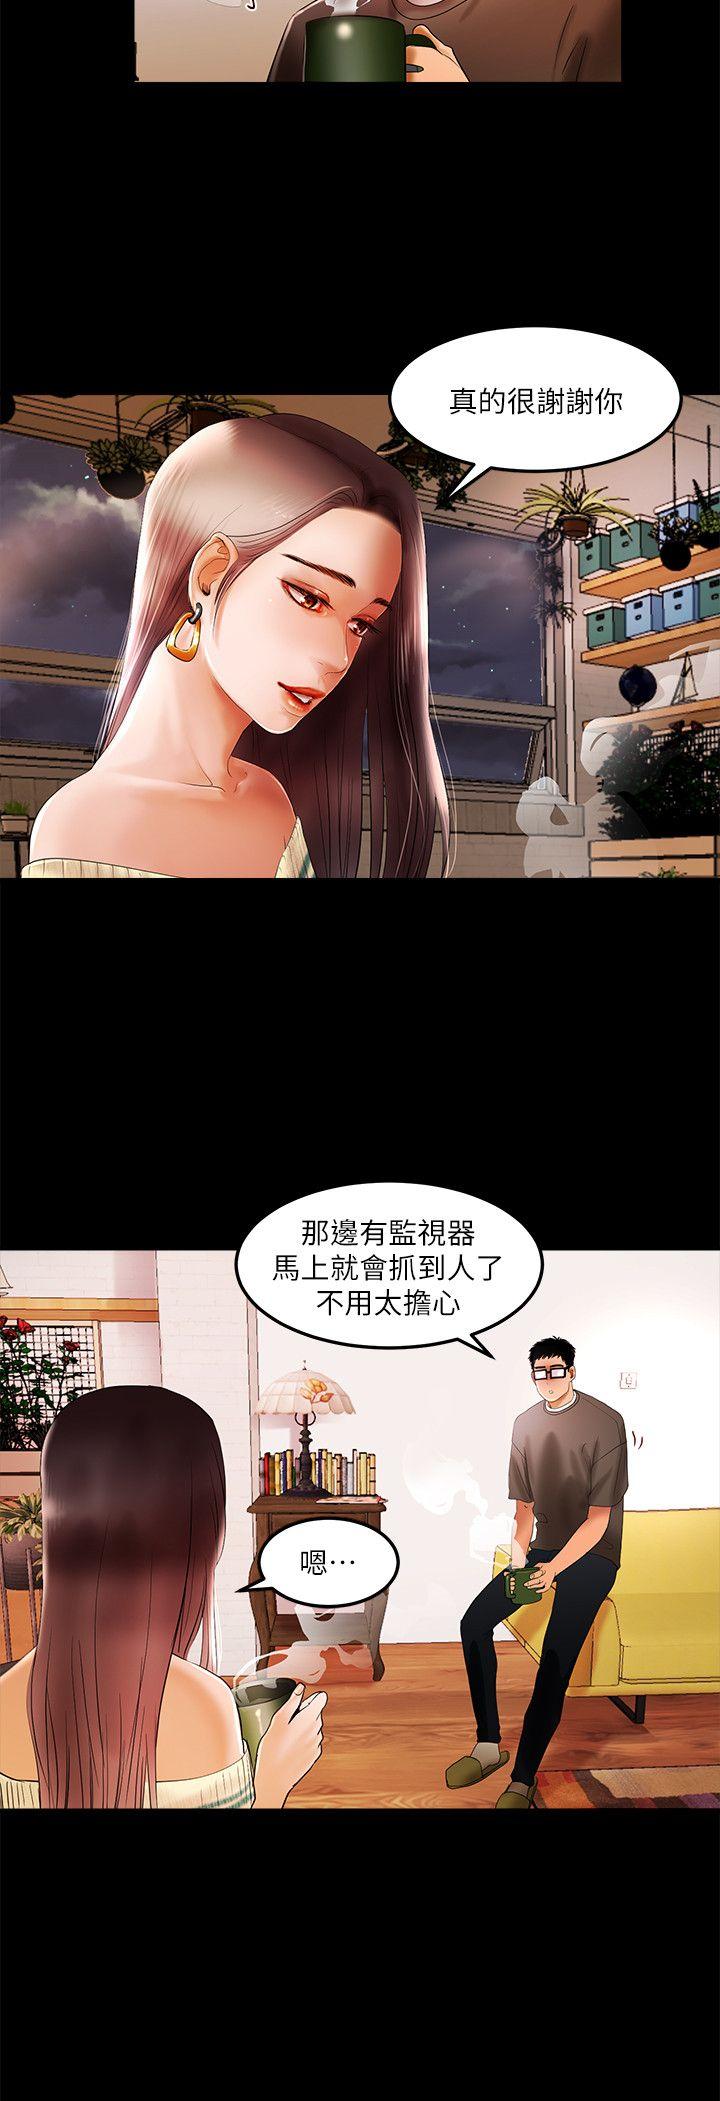 真的很謝謝你
那邊有監視器
馬上就會抓到人了
不用太擔心
嗯⋯